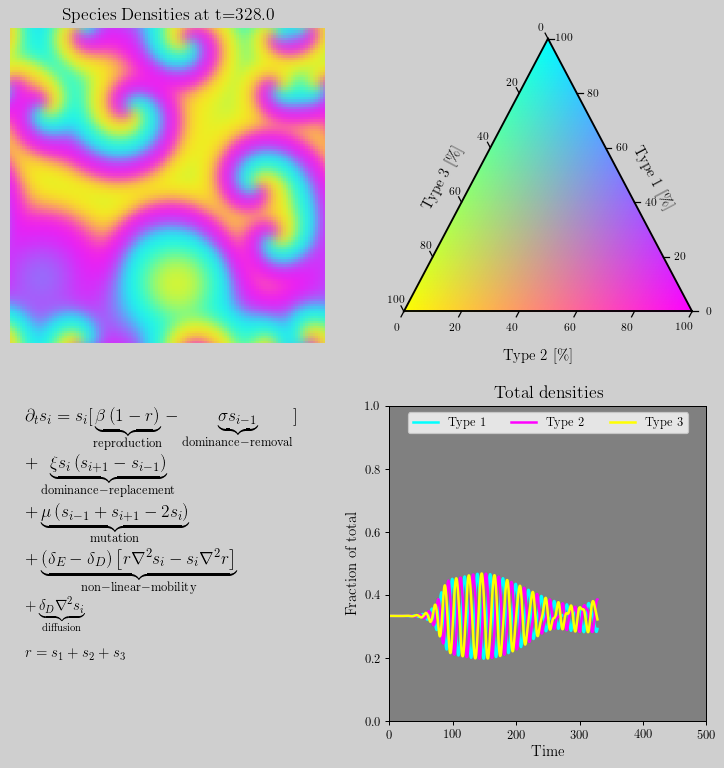 Species Densities at t=328.0
0
100
20
80
40
60
60
40
80
20
100
0
Type 3 [%]
Type 1 [%]
0 20 40 60 80 100
Type 2 [%]
∂ₜsᵢ = sᵢ[β(1 − r) − σsᵢ₋₁]
reproduction dominance−removal
+ ξsᵢ(sᵢ₊₁ − sᵢ₋₁)
dominance−replacement
+ μ(sᵢ₋₁ + sᵢ₊₁ − 2sᵢ)
mutation
+ (δ_E − δ_D)[r∇²sᵢ − sᵢ∇²r]
non−linear−mobility
+ δ_D∇²sᵢ
diffusion
r = s₁ + s₂ + s₃
Total densities
Type 1 Type 2 Type 3
1.0
0.8
0.6
0.4
0.2
0.0
Fraction of total
0 100 200 300 400 500
Time